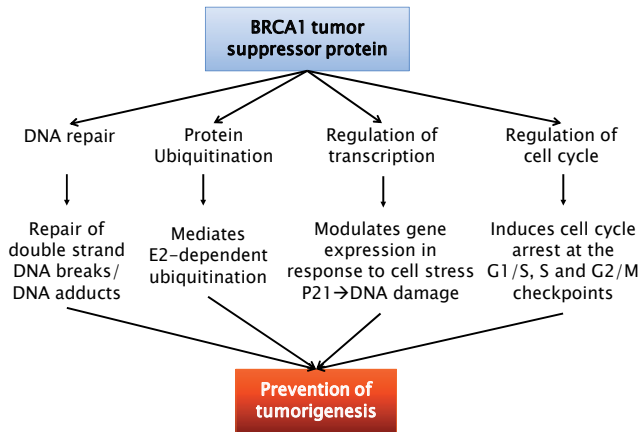 BRCA1 tumor
suppressor protein
DNA repair
Protein
Ubiquitination
Regulation of
transcription
Regulation of
cell cycle
Repair of
double strand
DNA breaks/
DNA adducts
Mediates
E2-dependent
ubiquitination
Modulates gene
expression in
response to cell stress
P21→DNA damage
Induces cell cycle
arrest at the
G1/S, S and G2/M
checkpoints
Prevention of
tumorigenesis